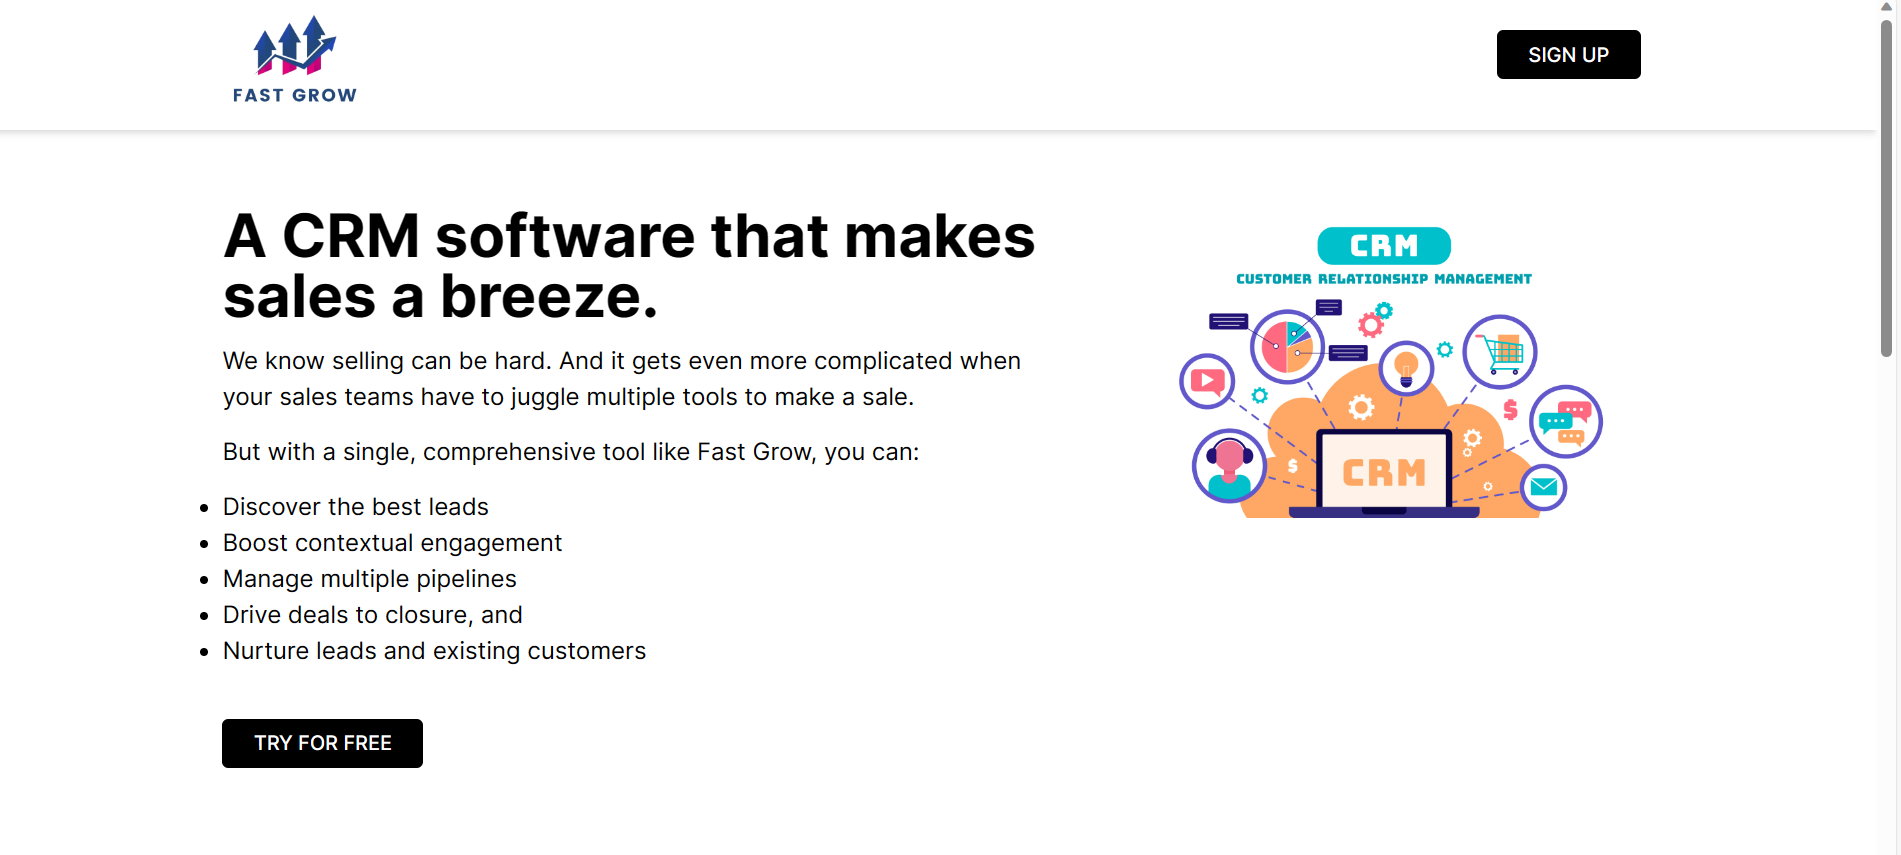 FAST GROW
SIGN UP
A CRM software that makes
sales a breeze.
We know selling can be hard. And it gets even more complicated when
your sales teams have to juggle multiple tools to make a sale.
But with a single, comprehensive tool like Fast Grow, you can:
• Discover the best leads
• Boost contextual engagement
• Manage multiple pipelines
• Drive deals to closure, and
• Nurture leads and existing customers
TRY FOR FREE
CRM
CUSTOMER RELATIONSHIP MANAGEMENT
$
$
CRM